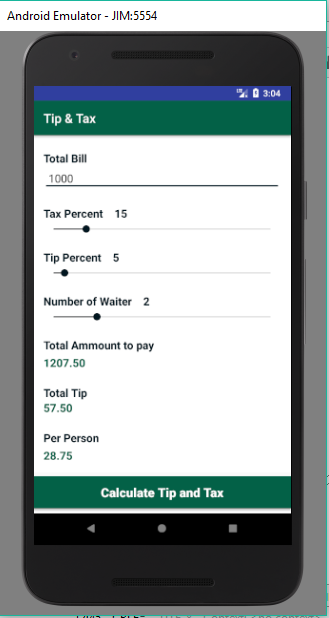 Android Emulator - JIM:5554
3:04
Tip & Tax
Total Bill
1000
Tax Percent 15
Tip Percent 5
Number of Waiter 2
Total Ammount to pay
1207.50
Total Tip
57.50
Per Person
28.75
Calculate Tip and Tax